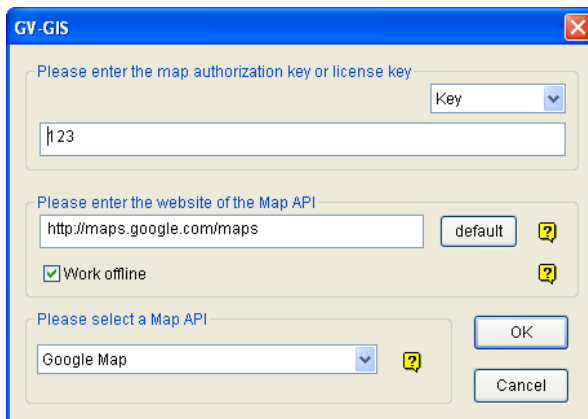 GV-GIS
Please enter the map authorization key or license key
Key
123
Please enter the website of the Map API
http://maps.google.com/maps
default
?
Work offline
?
Please select a Map API
OK
Google Map
?
Cancel